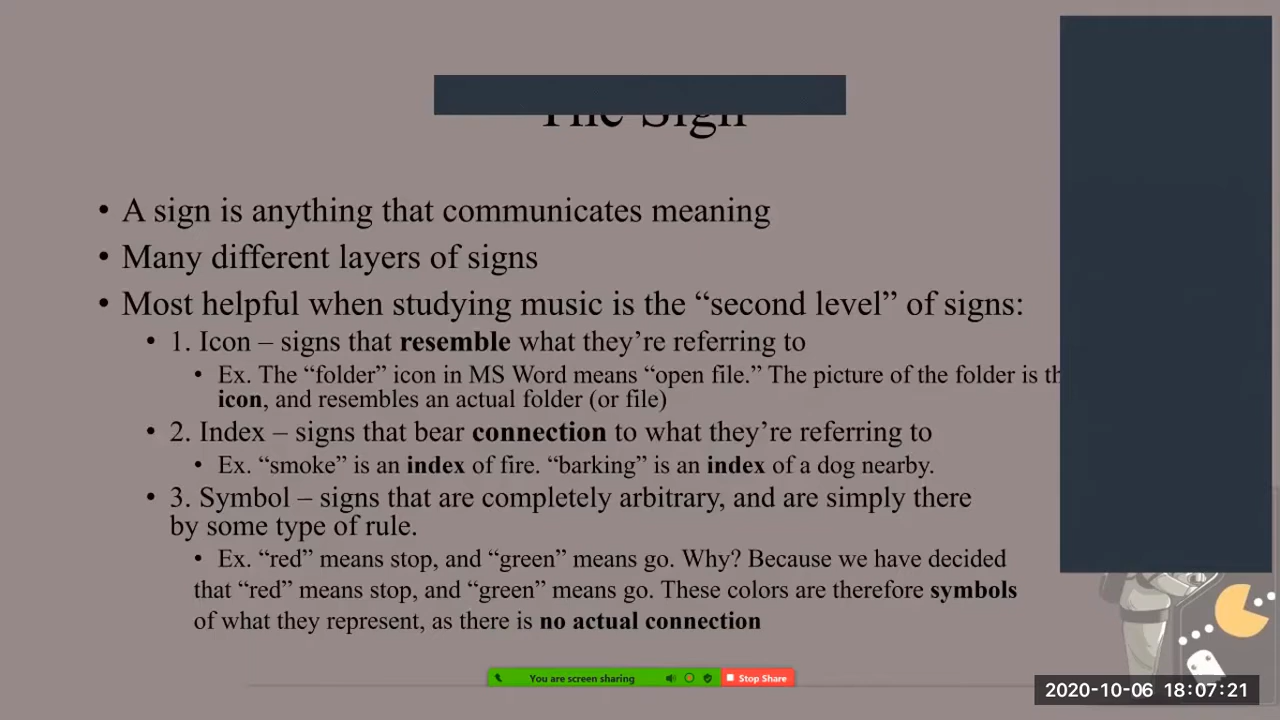 The Sign
• A sign is anything that communicates meaning
• Many different layers of signs
• Most helpful when studying music is the “second level” of signs:
• 1. Icon – signs that resemble what they’re referring to
• Ex. The “folder” icon in MS Word means “open file.” The picture of the folder is
icon, and resembles an actual folder (or file)
• 2. Index – signs that bear connection to what they’re referring to
• Ex. “smoke” is an index of fire. “barking” is an index of a dog nearby.
• 3. Symbol – signs that are completely arbitrary, and are simply there
by some type of rule.
• Ex. “red” means stop, and “green” means go. Why? Because we have decided
that “red” means stop, and “green” means go. These colors are therefore symbols
of what they represent, as there is no actual connection
You are screen sharing
Stop Share
2020-10-06 18:07:21